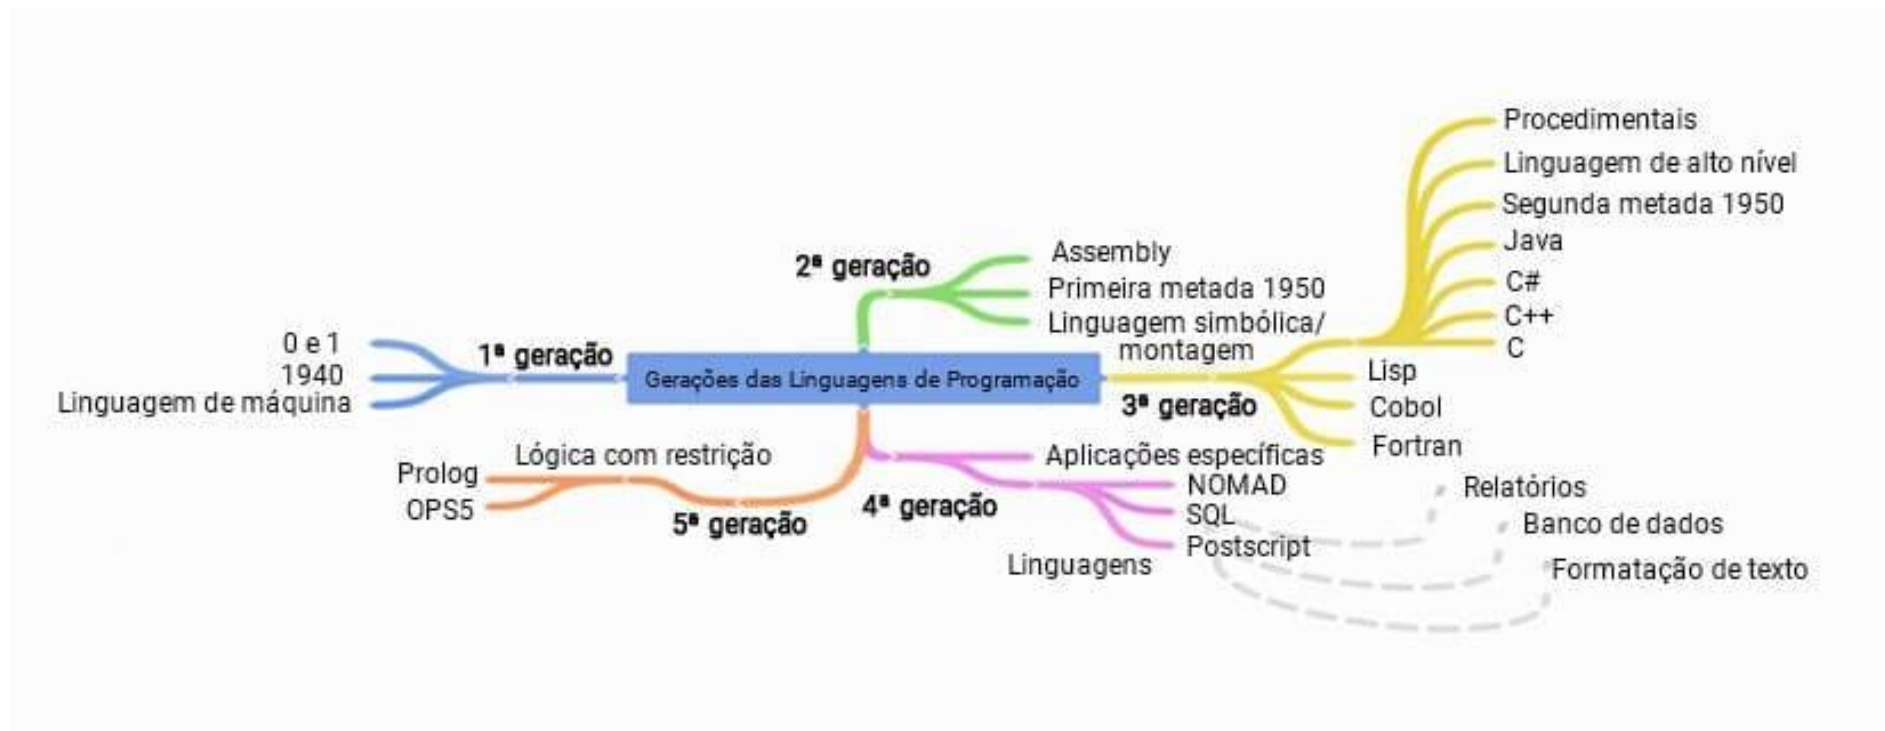 Gerações das Linguagens de Programação
1ª geração
0 e 1
1940
Linguagem de máquina
2ª geração
Assembly
Primeira metada 1950
Linguagem simbólica/
montagem
3ª geração
Procedimentais
Linguagem de alto nível
Segunda metada 1950
Java
C#
C++
C
Lisp
Cobol
Fortran
4ª geração
Aplicações específicas
Linguagens
NOMAD
SQL
Postscript
Relatórios
Banco de dados
Formatação de texto
5ª geração
Lógica com restrição
Prolog
OPS5